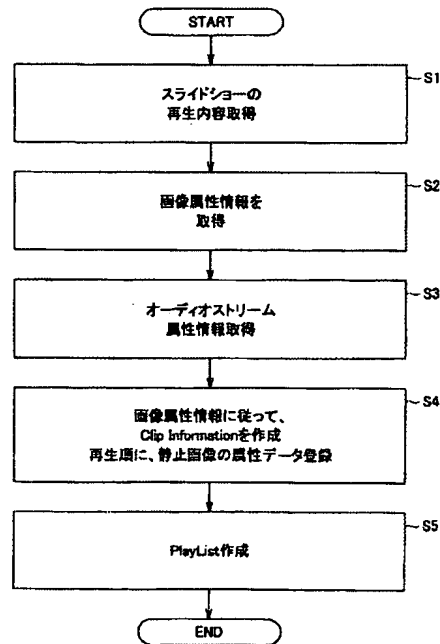 START
S1
スライドショーの
再生内容取得
S2
画像属性情報を
取得
S3
オーディオストリーム
属性情報取得
S4
画像属性情報に従って、
Clip Informationを作成
再生順に、静止画像の属性データ登録
S5
PlayList作成
END